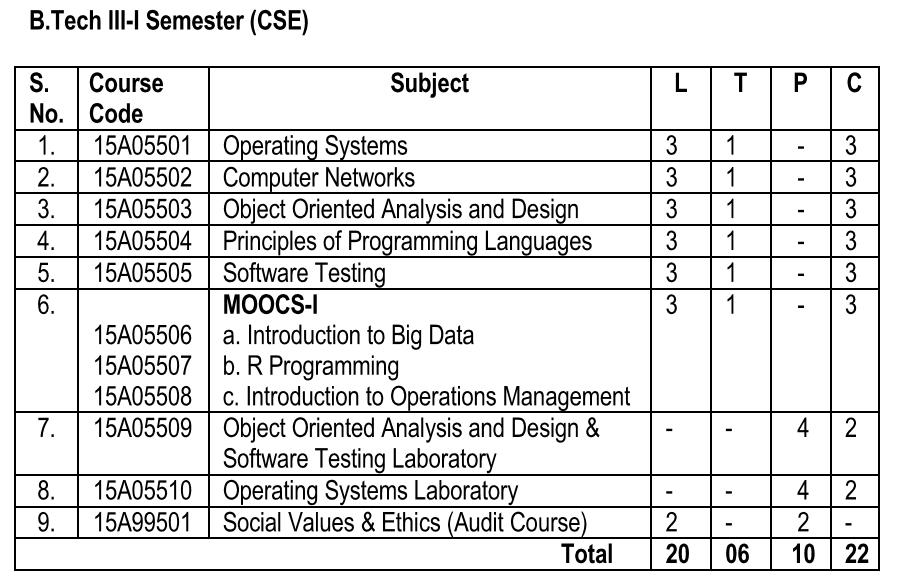 B.Tech III-I Semester (CSE)
S. No. Course Code Subject L T P C
1. 15A05501 Operating Systems 3 1 - 3
2. 15A05502 Computer Networks 3 1 - 3
3. 15A05503 Object Oriented Analysis and Design 3 1 - 3
4. 15A05504 Principles of Programming Languages 3 1 - 3
5. 15A05505 Software Testing 3 1 - 3
6. MOOCS-I 3 1 - 3
15A05506 a. Introduction to Big Data
15A05507 b. R Programming
15A05508 c. Introduction to Operations Management
7. 15A05509 Object Oriented Analysis and Design & - - 4 2
Software Testing Laboratory
8. 15A05510 Operating Systems Laboratory - - 4 2
9. 15A99501 Social Values & Ethics (Audit Course) 2 - 2 -
Total 20 06 10 22